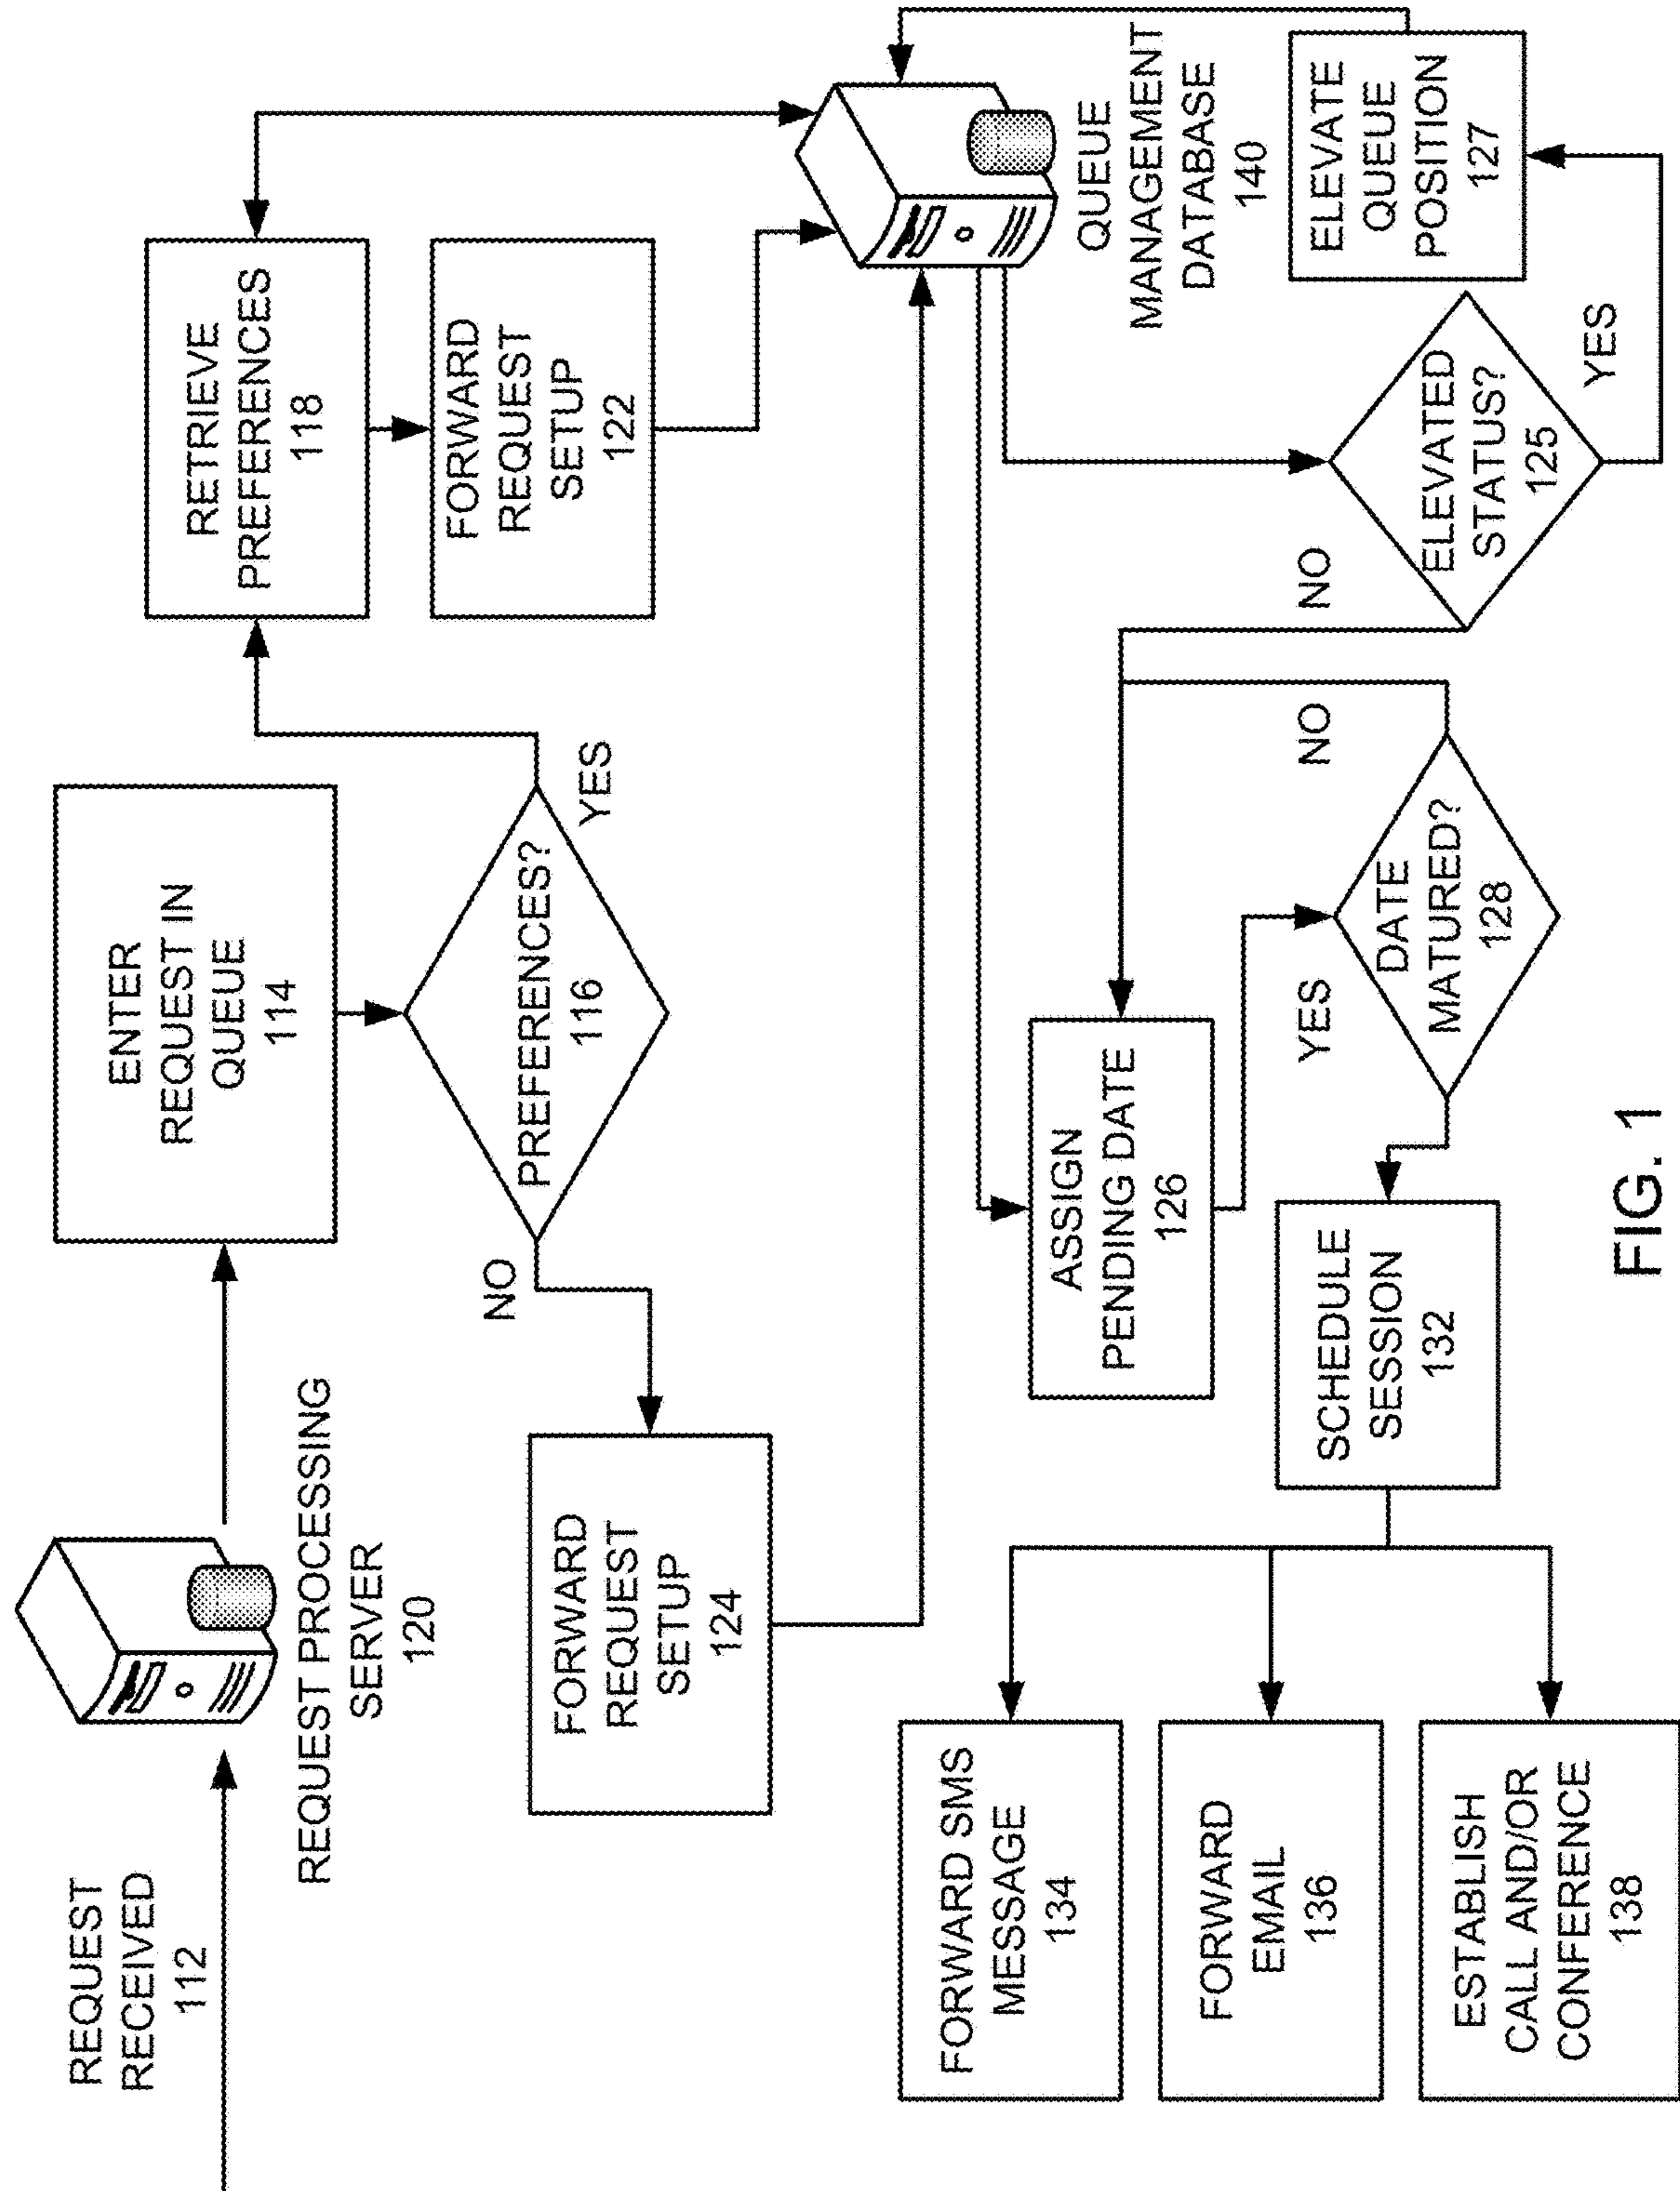 REQUEST
RECEIVED
112
REQUEST PROCESSING
SERVER
120
ENTER
REQUEST IN
QUEUE
114
PREFERENCES?
116
YES
NO
RETRIEVE
PREFERENCES
118
FORWARD
REQUEST
SETUP
122
FORWARD
REQUEST
SETUP
124
QUEUE
MANAGEMENT
DATABASE
140
ELEVATED
STATUS?
125
NO
YES
ELEVATE
QUEUE
POSITION
127
ASSIGN
PENDING DATE
126
DATE
MATURED?
128
YES
NO
SCHEDULE
SESSION
132
FORWARD SMS
MESSAGE
134
FORWARD
EMAIL
136
ESTABLISH
CALL AND/OR
CONFERENCE
138
FIG. 1